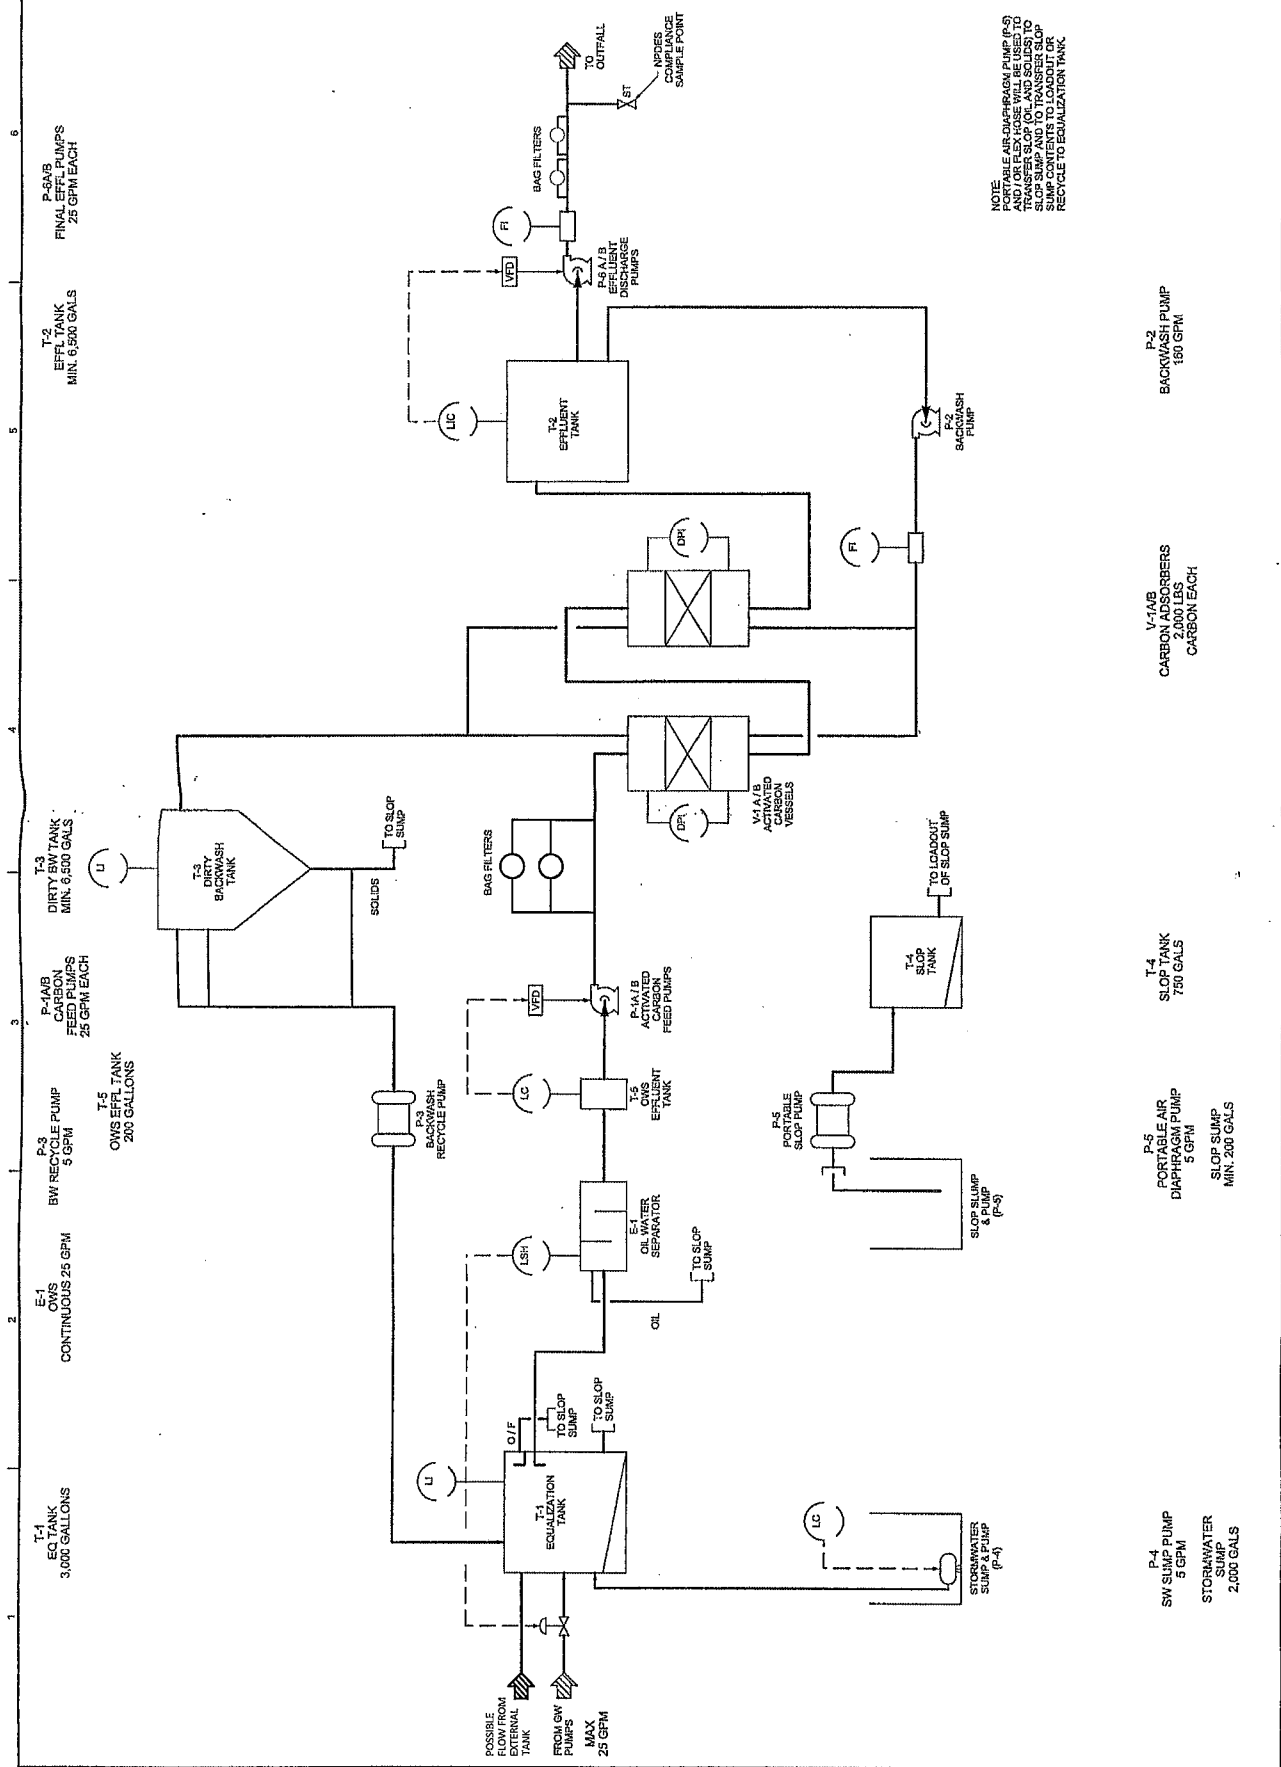 1
2
3
4
5
6
T-1
EQ TANK
3,000 GALLONS
E-1
OWS
CONTINUOUS 25 GPM
P-3
BW RECYCLE PUMP
5 GPM
T-5
OWS EFFL TANK
200 GALLONS
P-1A/B
CARBON
FEED PUMPS
25 GPM EACH
T-3
DIRTY BW TANK
MIN. 6,500 GALS
T-2
EFFL TANK
MIN. 6,500 GALS
P-6A/B
FINAL EFFL PUMPS
25 GPM EACH
LI
T-3
DIRTY
BACKWASH
TANK
SOLIDS
TO SLOP
SUMP
P-3
BACKWASH
RECYCLE PUMP
LI
O / F
TO SLOP
SUMP
TO SLOP
SUMP
T-1
EQUALIZATION
TANK
POSSIBLE
FLOW FROM
EXTERNAL
TANK
FROM GW
PUMPS
MAX
25 GPM
LSH
E-1
OIL WATER
SEPARATOR
OIL
TO SLOP
SUMP
LC
T-5
OWS
EFFLUENT
TANK
VFD
P-1A / B
ACTIVATED
CARBON
FEED PUMPS
BAG FILTERS
DPI
V-1 A / B
ACTIVATED
CARBON
VESSELS
DPI
LIC
T-2
EFFLUENT
TANK
VFD
P-6 A / B
EFFLUENT
DISCHARGE
PUMPS
FI
BAG FILTERS
TO
OUTFALL
ST
NPDES
COMPLIANCE
SAMPLE POINT
FI
P-2
BACKWASH
PUMP
LC
STORMWATER
SUMP & PUMP
(P-4)
P-5
PORTABLE
SLOP PUMP
SLOP SLUMP
& PUMP
(P-5)
T-4
SLOP
TANK
TO LOADOUT
OF SLOP SUMP
NOTE:
PORTABLE AIR-DIAPHRAGM PUMP (P-5)
AND / OR FLEX HOSE WILL BE USED TO
TRANSFER SLOP (OIL AND SOLIDS) TO
SLOP SUMP AND TO TRANSFER SLOP
SUMP CONTENTS TO LOADOUT OR
RECYCLE TO EQUALIZATION TANK.
P-4
SW SUMP PUMP
5 GPM
STORMWATER
SUMP
2,000 GALS
P-5
PORTABLE AIR
DIAPHRAGM PUMP
5 GPM
SLOP SUMP
MIN. 200 GALS
T-4
SLOP TANK
750 GALS
V-1A/B
CARBON ADSORBERS
2,000 LBS
CARBON EACH
P-2
BACKWASH PUMP
160 GPM